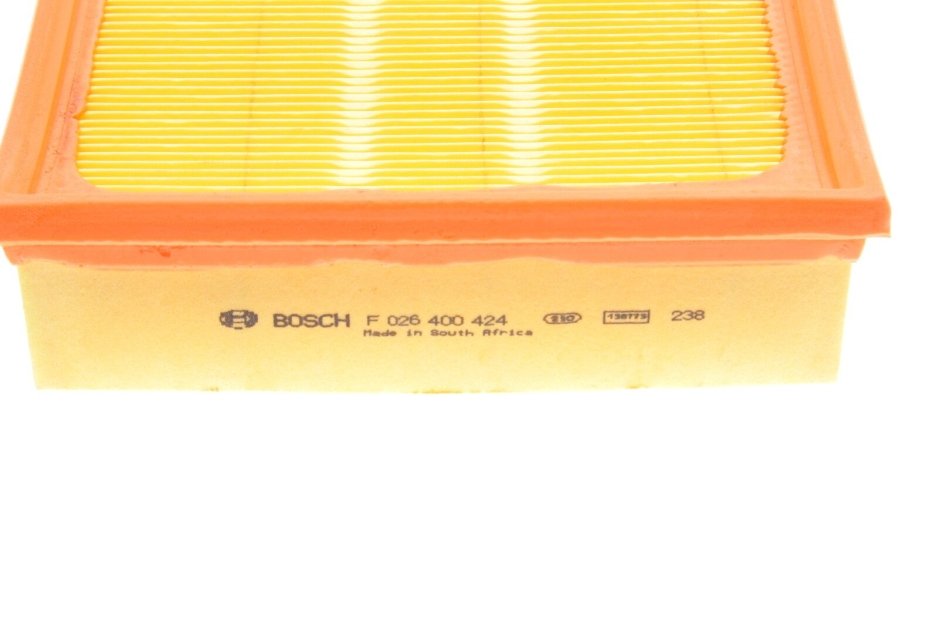 BOSCH F 026 400 424 238
Made in South Africa